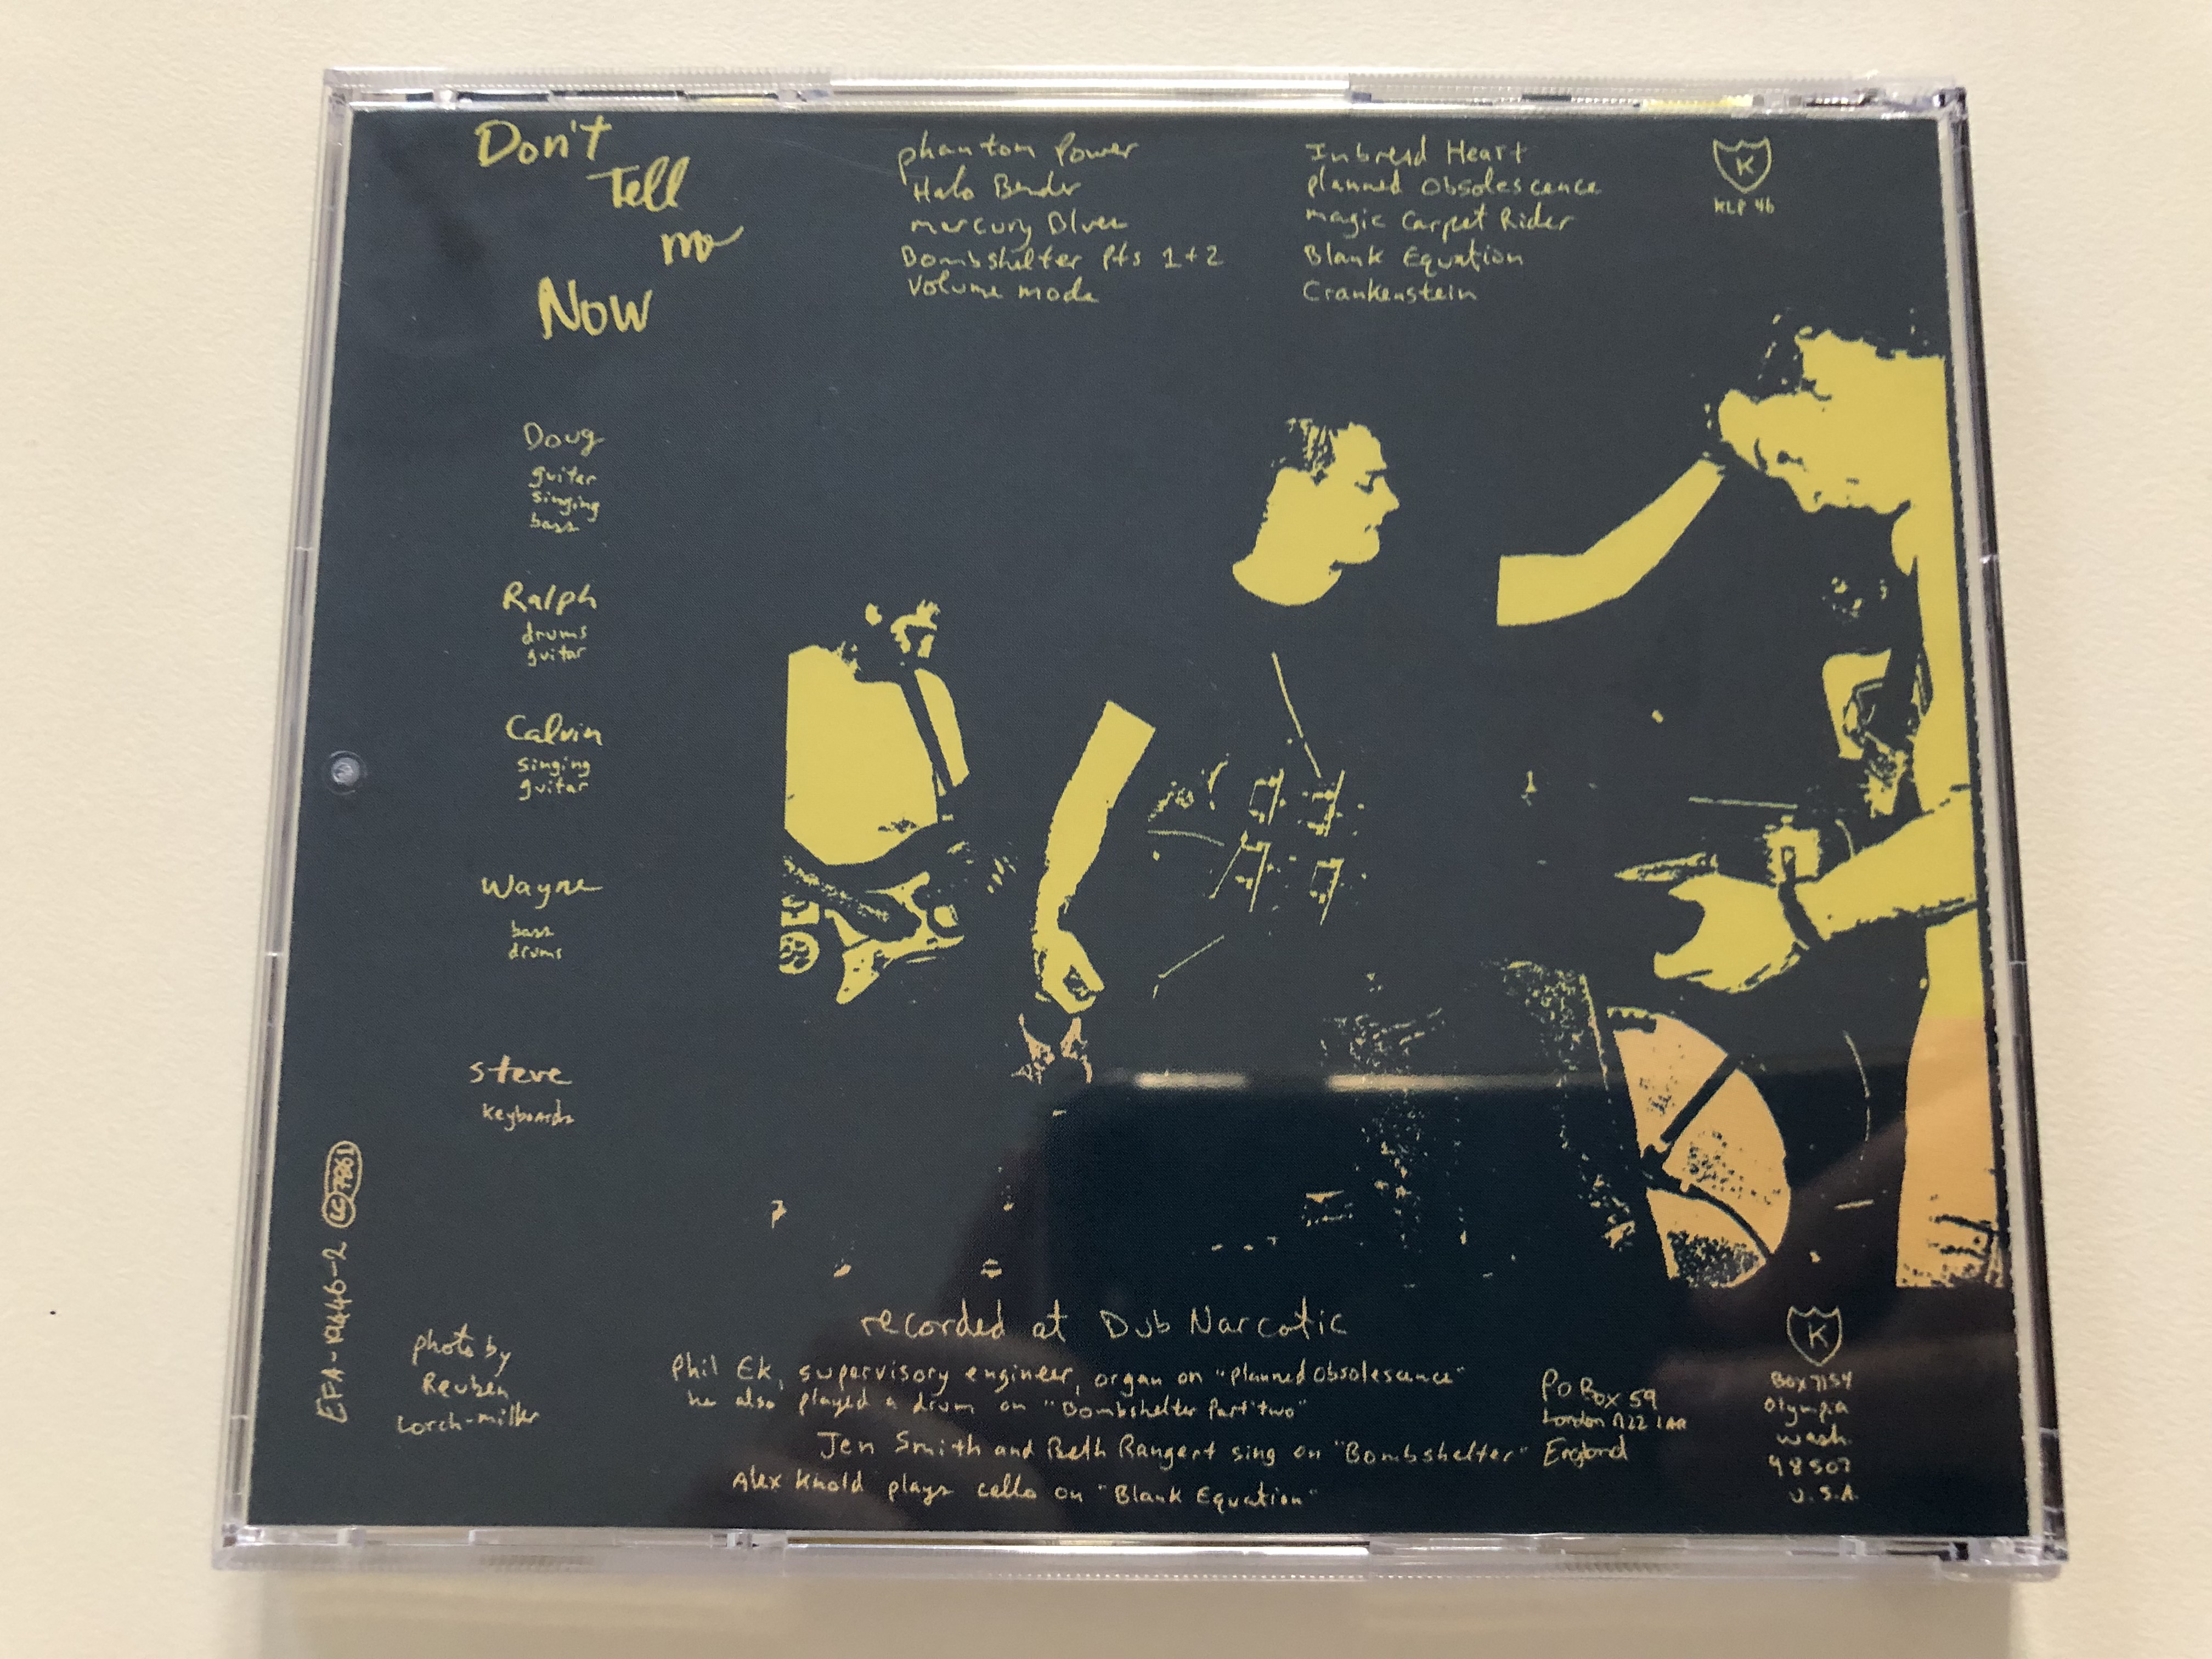 Don't
Tell
me
Now
phantom Power
Halo Bender
mercury Blues
Bombshelter Pts 1+2
Volume mode
Inbread Heart
planned obsolescence
magic Carpet Rider
Blank Equation
Crankenstein
K
KLP 46
Doug
guitar
singing
bass
Ralph
drums
guitar
Calvin
singing
guitar
Wayne
bass
drums
Steve
keyboards
EFA-19446-2 LC 7261
photo by
Reuben
Lorch-miller
recorded at Dub Narcotic
Phil Ek, supervisory engineer, organ on "planned obsolescence"
he also played a drum on "Bombshelter Part two"
Jen Smith and Beth Rangert sing on "Bombshelter"
Alex Knold plays cello on "Blank Equation"
PO Box 59
London N22 1AR
England
K
BOX 7154
Olympia
Wash.
98507
U.S.A.